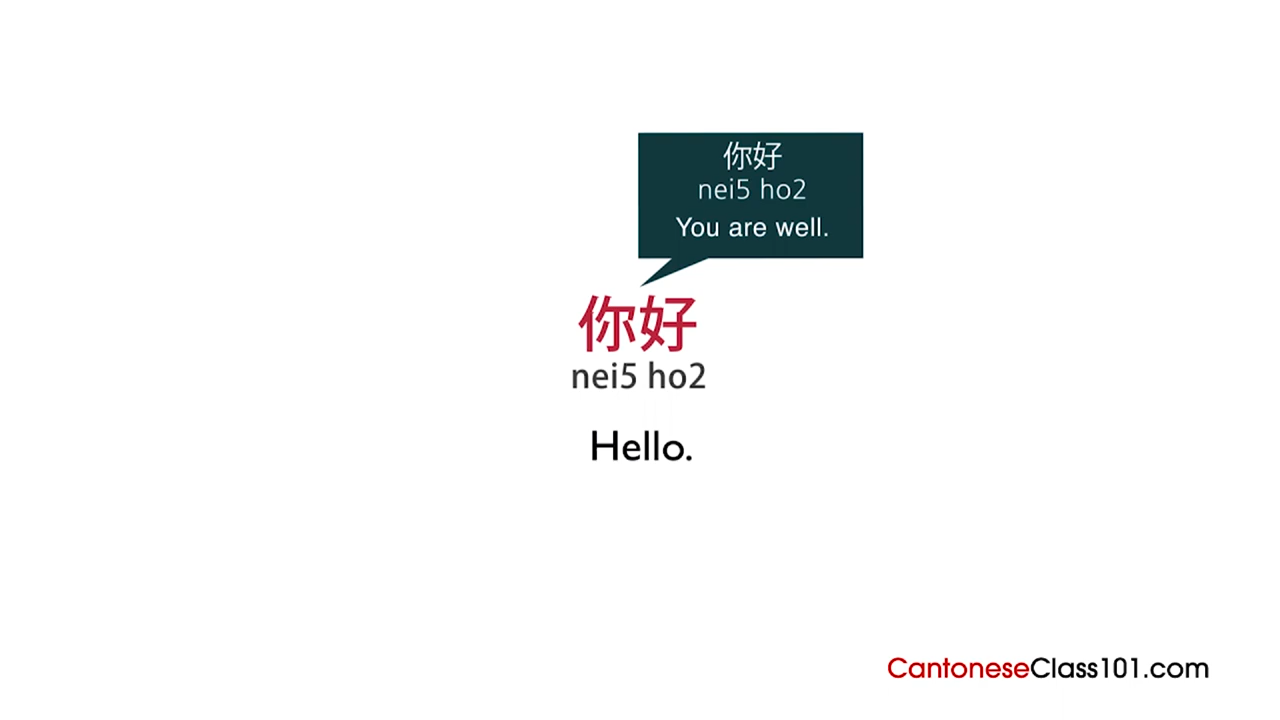 你好
nei5 ho2
You are well.
你好
nei5 ho2
Hello.
CantoneseClass101.com